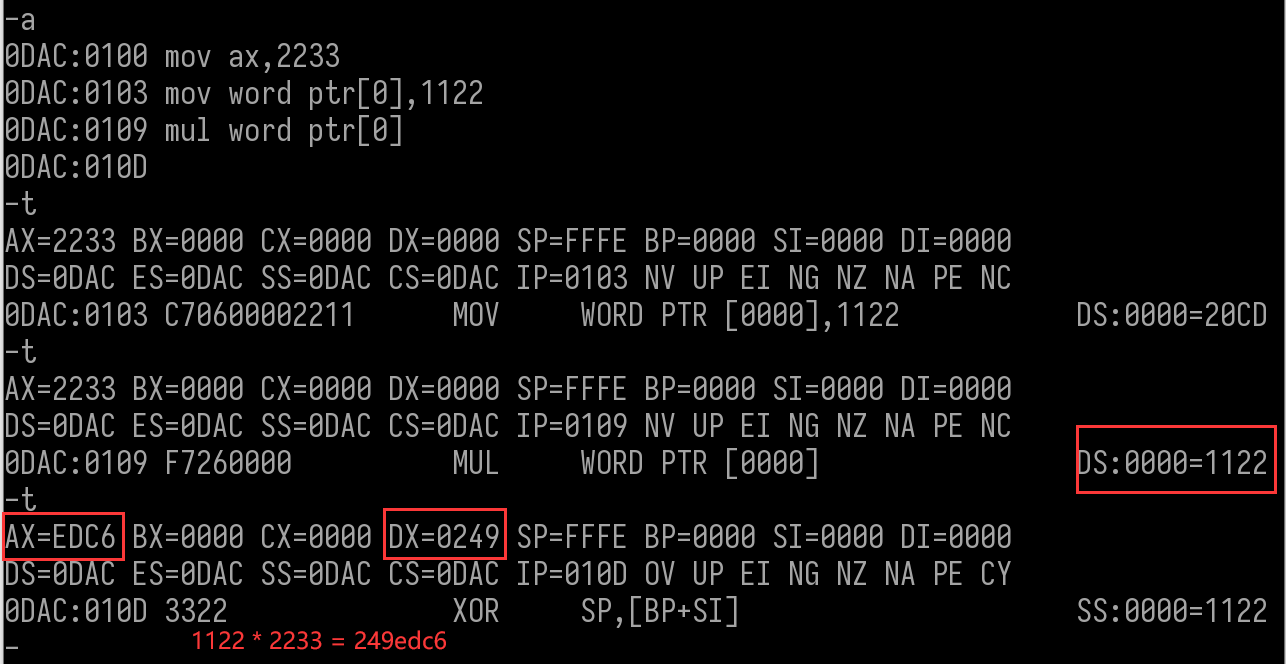 -a
0DAC:0100 mov ax,2233
0DAC:0103 mov word ptr[0],1122
0DAC:0109 mul word ptr[0]
0DAC:010D
-t
AX=2233 BX=0000 CX=0000 DX=0000 SP=FFFE BP=0000 SI=0000 DI=0000
DS=0DAC ES=0DAC SS=0DAC CS=0DAC IP=0103 NV UP EI NG NZ NA PE NC
0DAC:0103 C70600002211 MOV WORD PTR [0000],1122 DS:0000=20CD
-t
AX=2233 BX=0000 CX=0000 DX=0000 SP=FFFE BP=0000 SI=0000 DI=0000
DS=0DAC ES=0DAC SS=0DAC CS=0DAC IP=0109 NV UP EI NG NZ NA PE NC
0DAC:0109 F7260000 MUL WORD PTR [0000] DS:0000=1122
-t
AX=EDC6 BX=0000 CX=0000 DX=0249 SP=FFFE BP=0000 SI=0000 DI=0000
DS=0DAC ES=0DAC SS=0DAC CS=0DAC IP=010D OV UP EI NG NZ NA PE CY
0DAC:010D 3322 XOR SP,[BP+SI] SS:0000=1122
1122 * 2233 = 249edc6
-